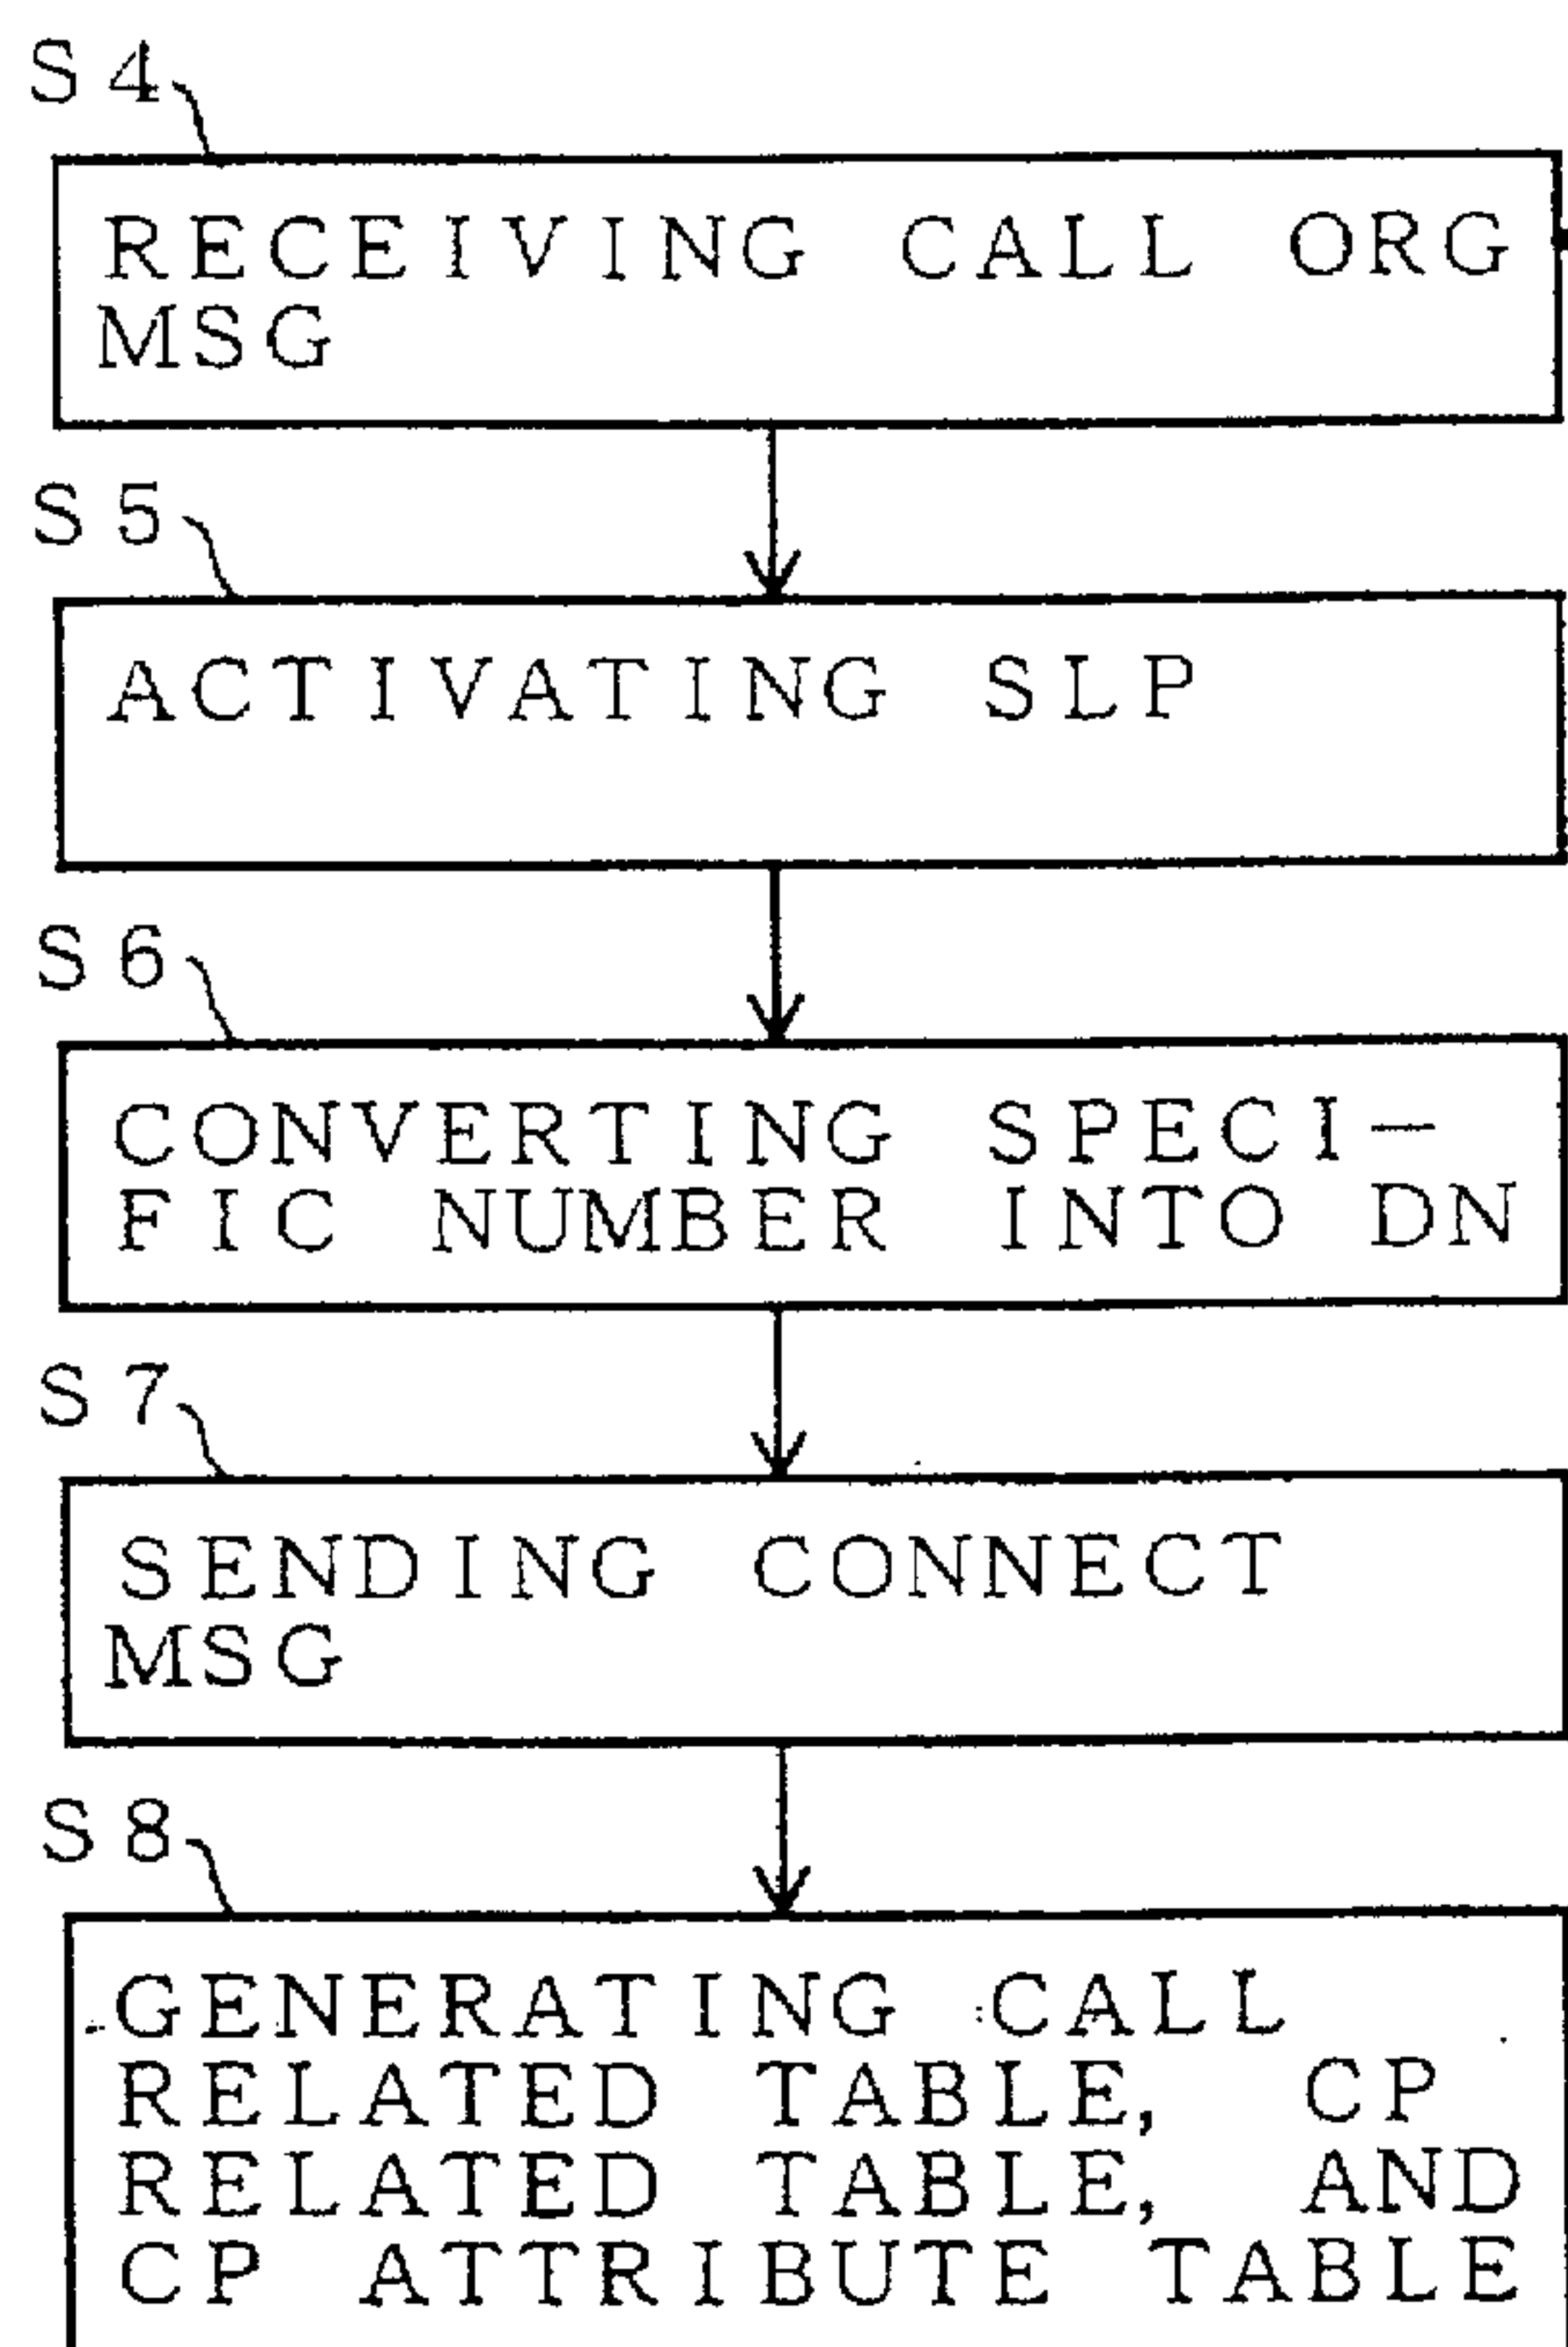 S4
RECEIVING CALL ORG
MSG
S5
ACTIVATING SLP
S6
CONVERTING SPECI-
FIC NUMBER INTO DN
S7
SENDING CONNECT
MSG
S8
GENERATING CALL
RELATED TABLE, CP
RELATED TABLE, AND
CP ATTRIBUTE TABLE